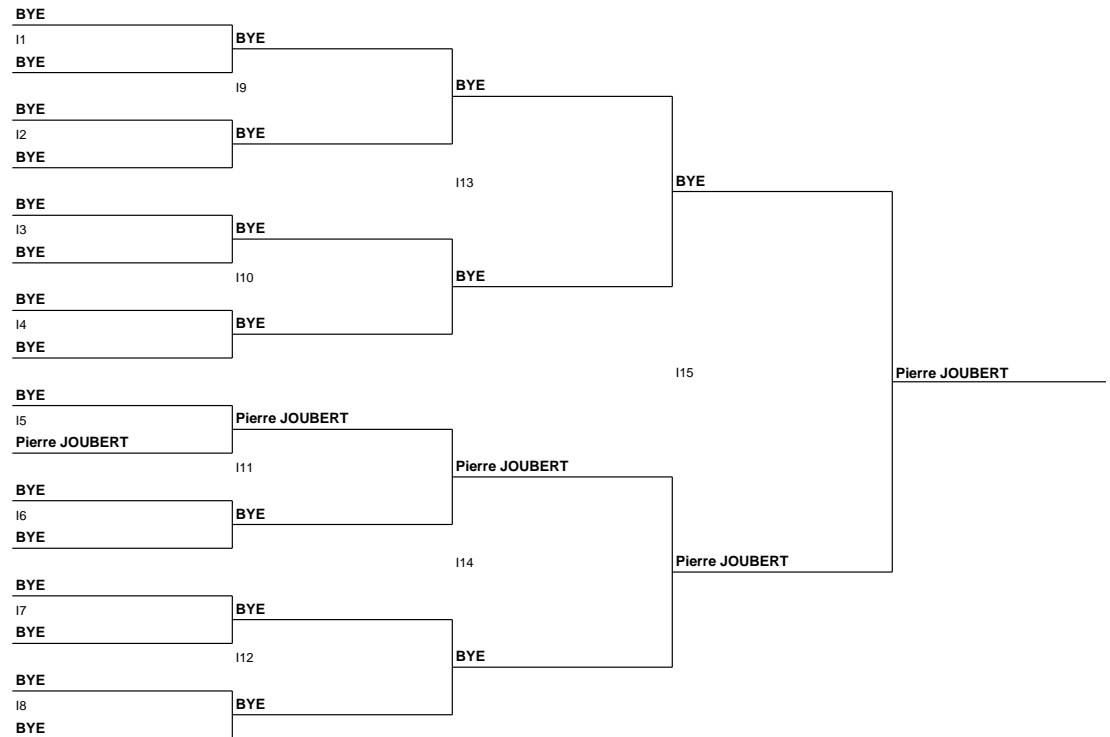 BYE
I1
BYE
BYE
I9
BYE
I2
BYE
BYE
BYE
I13
BYE
I3
BYE
BYE
I10
BYE
I4
BYE
BYE
BYE
BYE
I15
Pierre JOUBERT
BYE
I5
Pierre JOUBERT
Pierre JOUBERT
I11
BYE
I6
BYE
BYE
Pierre JOUBERT
I14
Pierre JOUBERT
BYE
I7
BYE
BYE
I12
BYE
I8
BYE
BYE
BYE